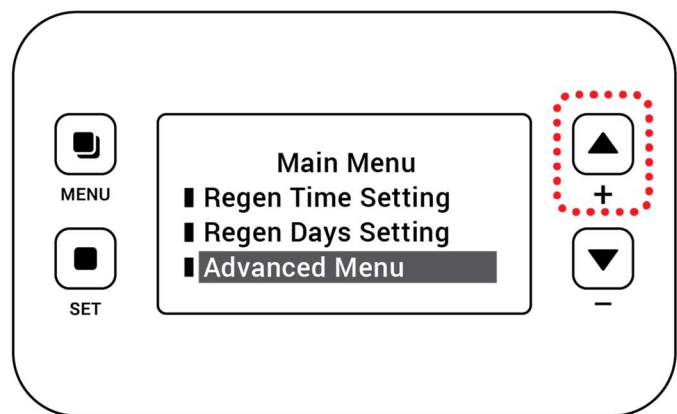 MENU
SET
Main Menu
Regen Time Setting
Regen Days Setting
Advanced Menu
+
−